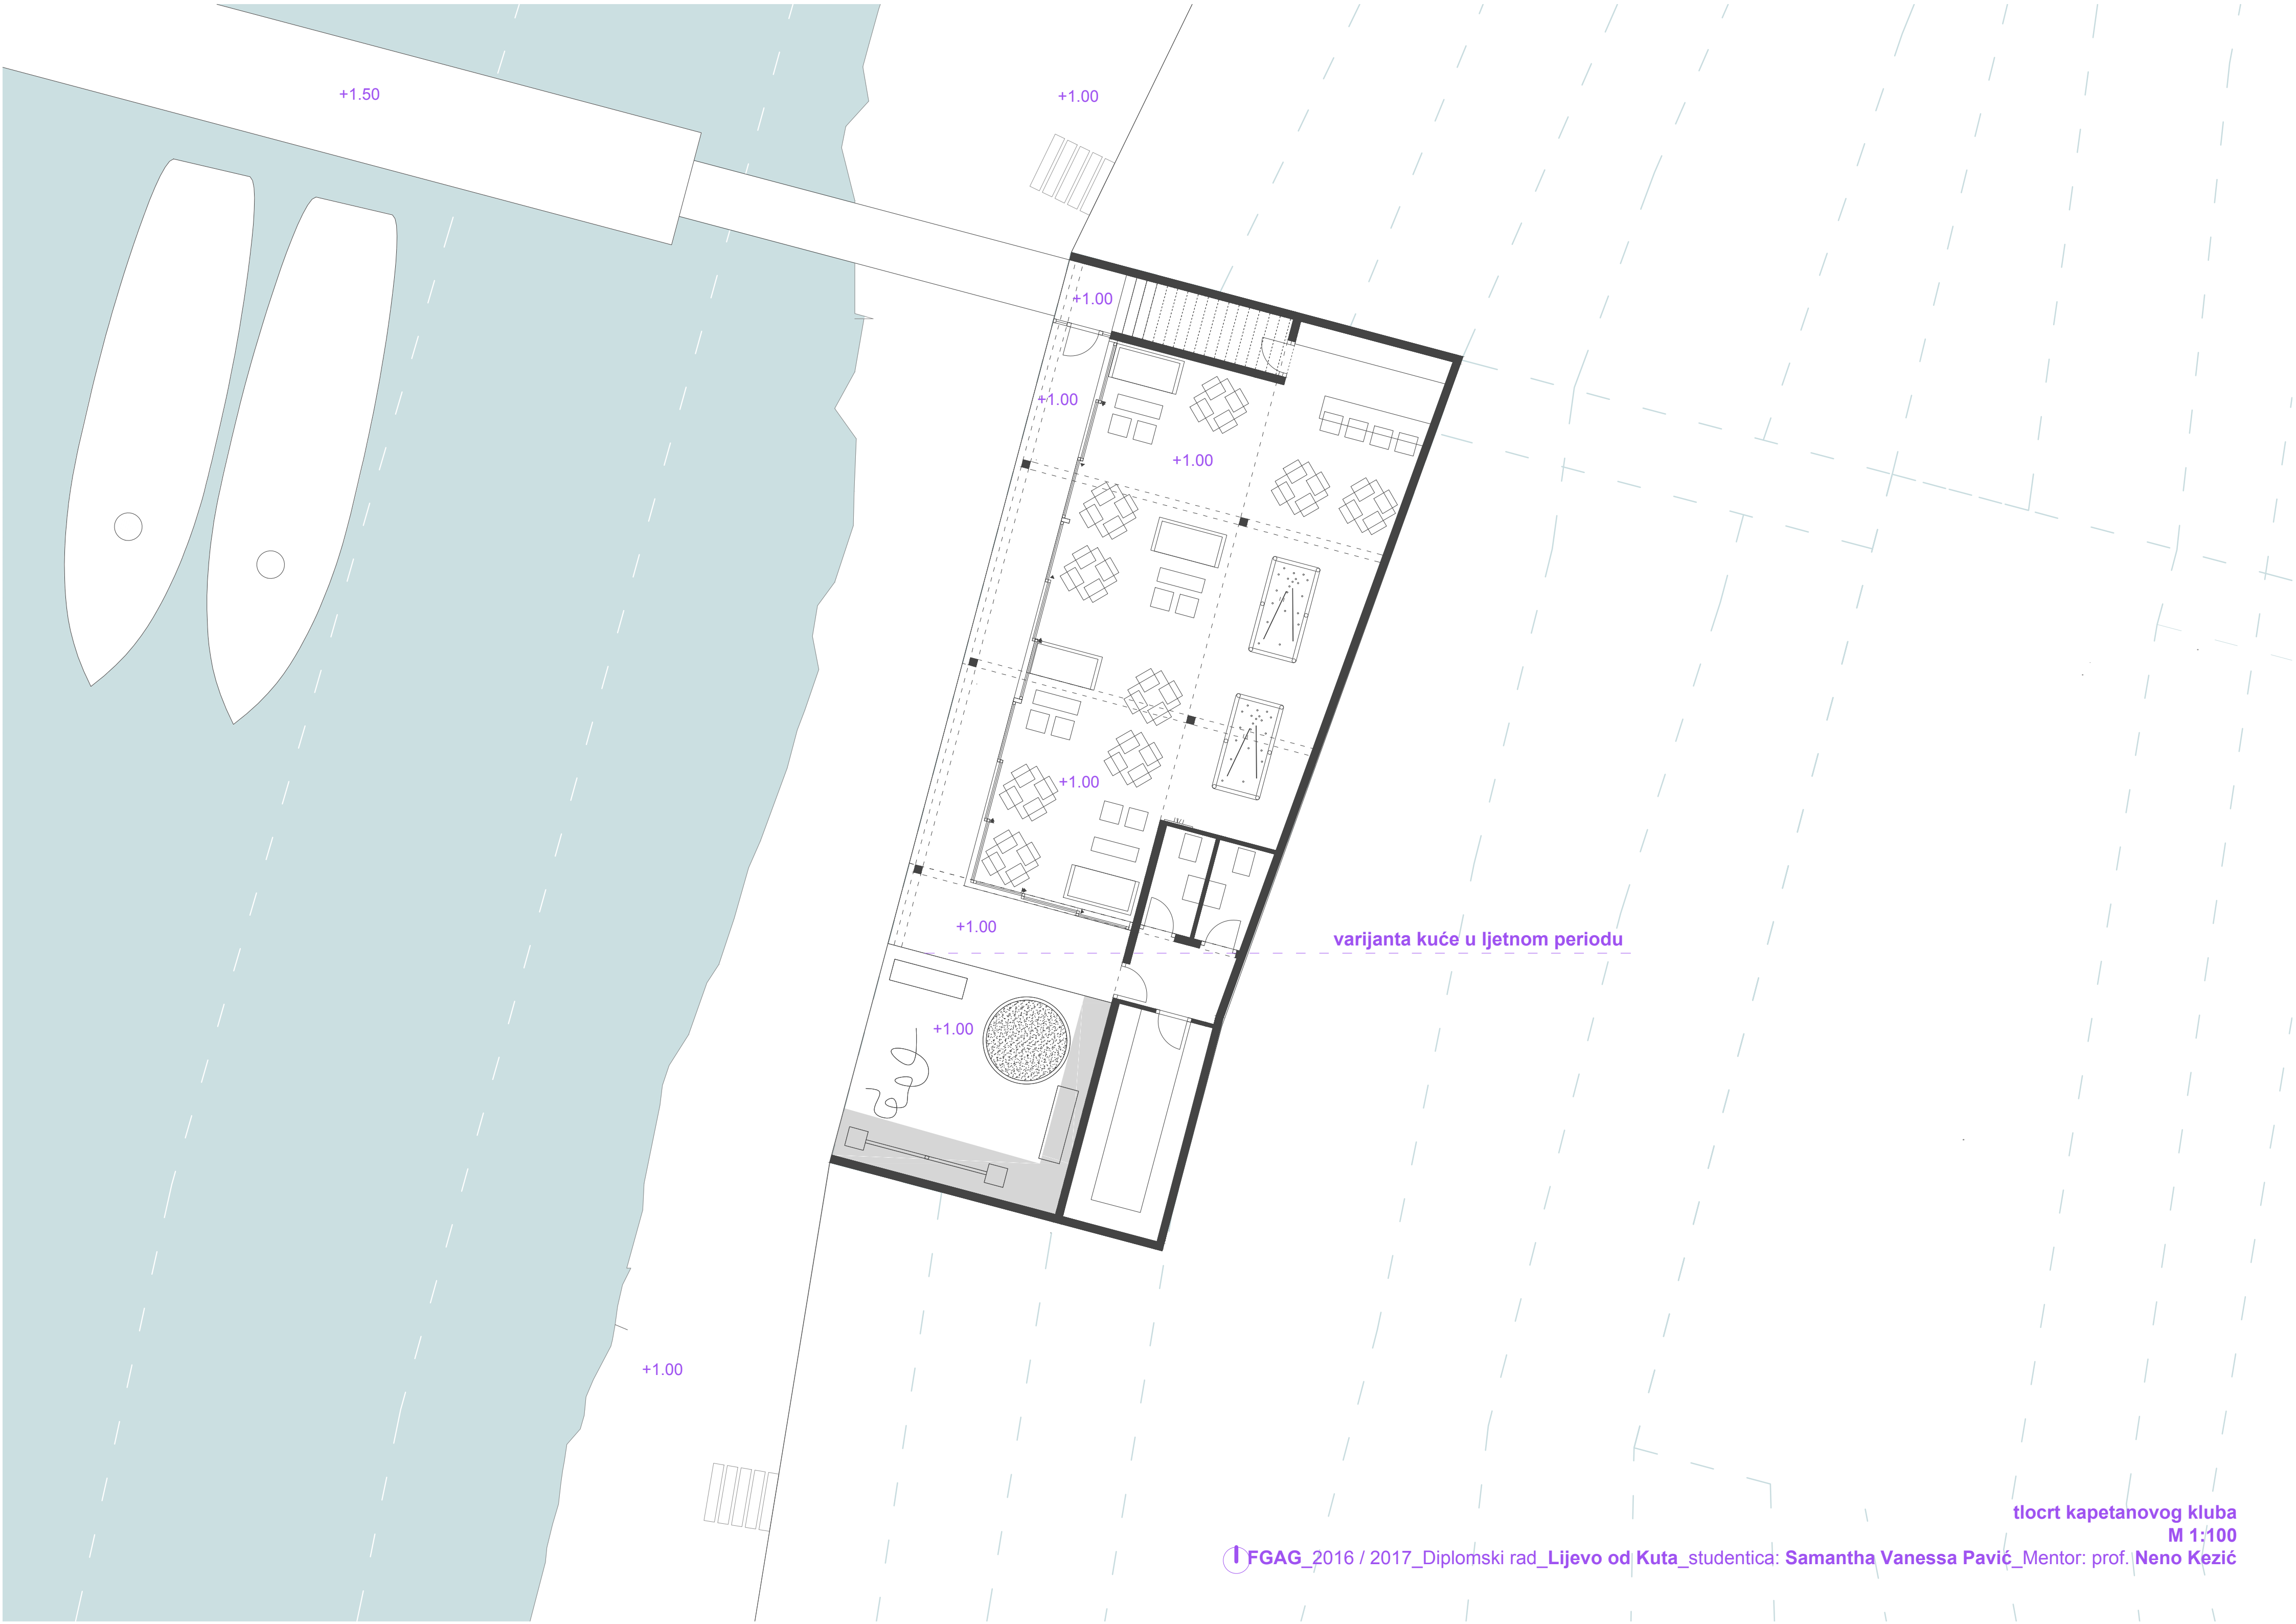 +1.50
+1.00
+1.00
+1.00
+1.00
+1.00
+1.00
varijanta kuće u ljetnom periodu
+1.00
+1.00
tlocrt kapetanovog kluba
M 1:100
FGAG_2016 / 2017_Diplomski rad_Lijevo od Kuta_studentica: Samantha Vanessa Pavić_Mentor: prof. Neno Kezić